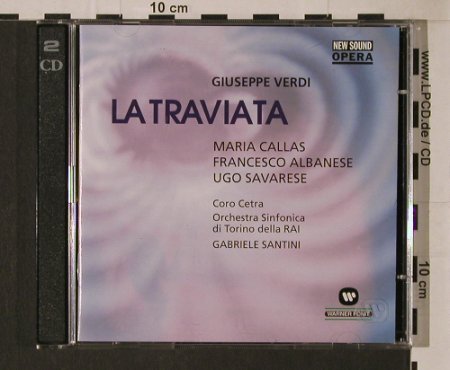 10 cm
2
CD
NEW SOUND
OPERA
GIUSEPPE VERDI
LA TRAVIATA
MARIA CALLAS
FRANCESCO ALBANESE
UGO SAVARESE
Coro Cetra
Orchestra Sinfonica
di Torino della RAI
GABRIELE SANTINI
WARNER FONIT
www.LPCD.de / CD
10 cm